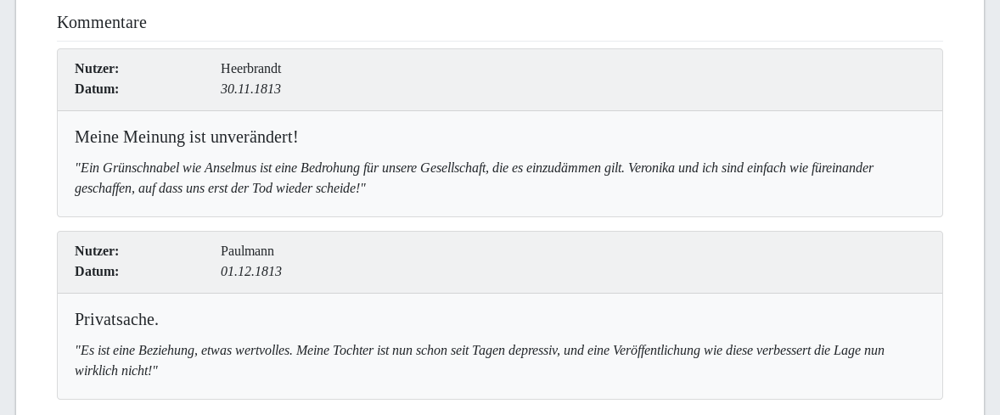 Kommentare
Nutzer: Heerbrandt
Datum: 30.11.1813
Meine Meinung ist unverändert!
"Ein Grünschnabel wie Anselmus ist eine Bedrohung für unsere Gesellschaft, die es einzudämmen gilt. Veronika und ich sind einfach wie füreinander
geschaffen, auf dass uns erst der Tod wieder scheide!"
Nutzer: Paulmann
Datum: 01.12.1813
Privatsache.
"Es ist eine Beziehung, etwas wertvolles. Meine Tochter ist nun schon seit Tagen depressiv, und eine Veröffentlichung wie diese verbessert die Lage nun
wirklich nicht!"